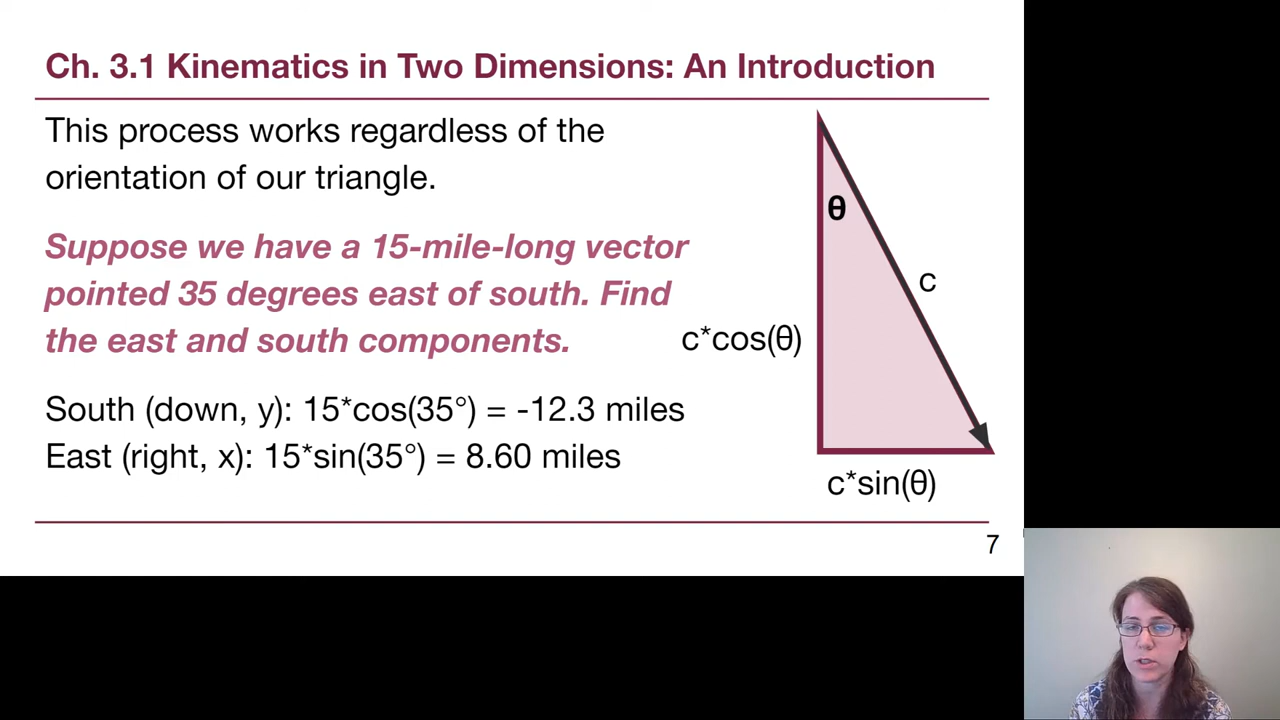 Ch. 3.1 Kinematics in Two Dimensions: An Introduction
This process works regardless of the
orientation of our triangle.
Suppose we have a 15-mile-long vector
pointed 35 degrees east of south. Find
the east and south components.
South (down, y): 15*cos(35°) = -12.3 miles
East (right, x): 15*sin(35°) = 8.60 miles
θ
c
c*cos(θ)
c*sin(θ)
7